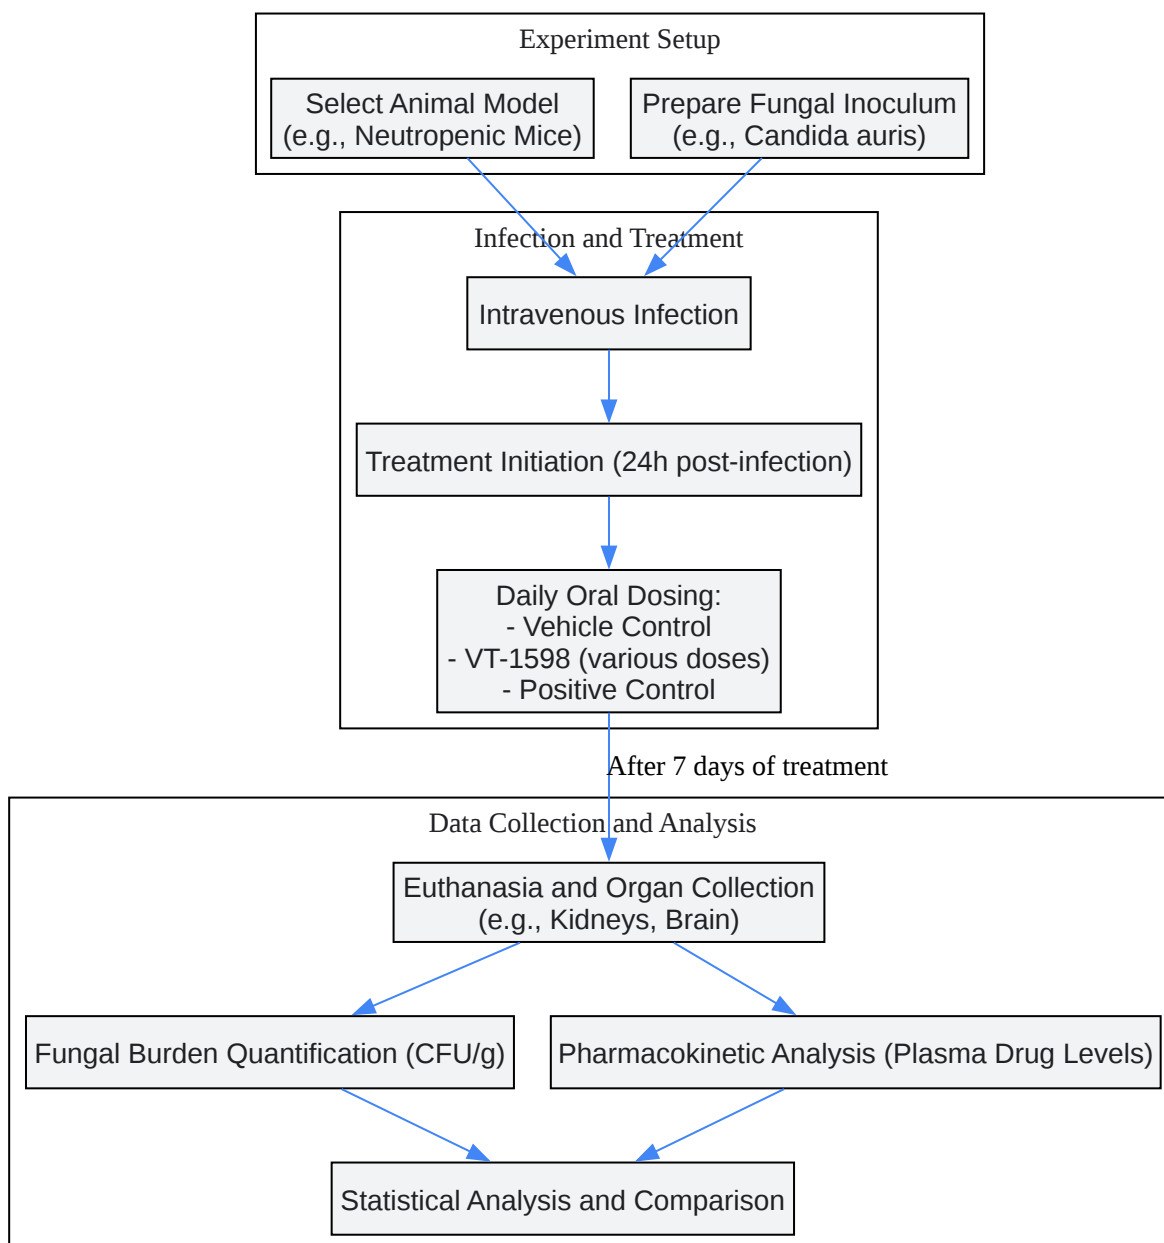 Experiment Setup
Select Animal Model
(e.g., Neutropenic Mice)
Prepare Fungal Inoculum
(e.g., Candida auris)
Infection and Treatment
Intravenous Infection
Treatment Initiation (24h post-infection)
Daily Oral Dosing:
- Vehicle Control
- VT-1598 (various doses)
- Positive Control
After 7 days of treatment
Data Collection and Analysis
Euthanasia and Organ Collection
(e.g., Kidneys, Brain)
Fungal Burden Quantification (CFU/g)
Pharmacokinetic Analysis (Plasma Drug Levels)
Statistical Analysis and Comparison